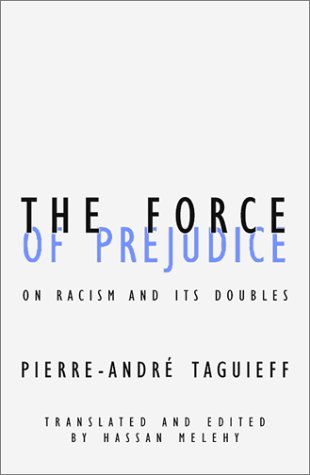 THE FORCE
OF PREJUDICE
ON RACISM AND ITS DOUBLES
PIERRE-ANDRÉ TAGUIEFF
TRANSLATED AND EDITED
BY HASSAN MELEHY